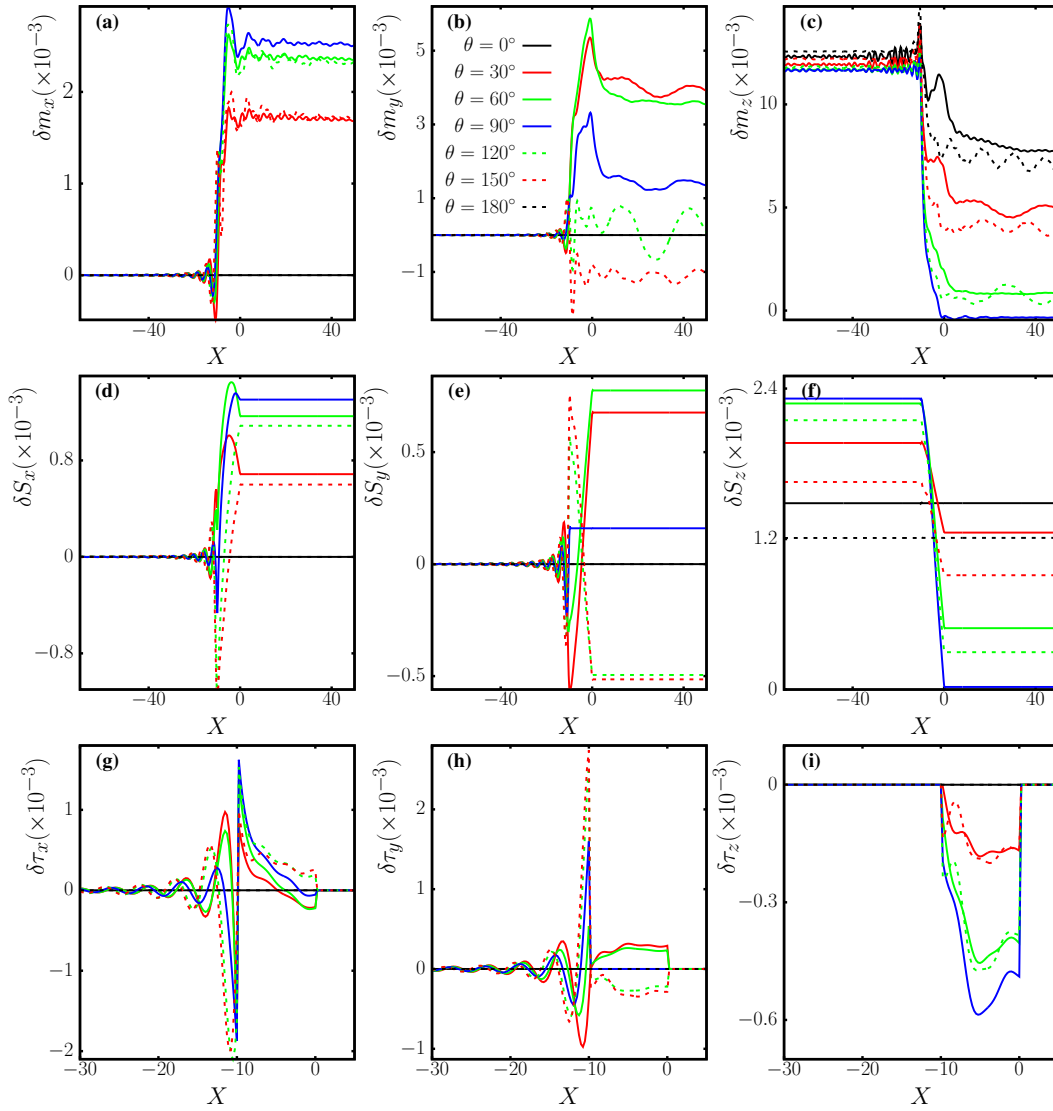 (a)
δm_x(×10⁻³)
2
1
0
−40
0
40
X
(b)
δm_y(×10⁻³)
5
3
1
−1
−40
0
40
X
θ = 0°
θ = 30°
θ = 60°
θ = 90°
θ = 120°
θ = 150°
θ = 180°
(c)
δm_z(×10⁻³)
10
5
0
−40
0
40
X
(d)
δS_x(×10⁻³)
0.8
0
−0.8
−40
0
40
X
(e)
δS_y(×10⁻³)
0.5
0
−0.5
−40
0
40
X
(f)
δS_z(×10⁻³)
2.4
1.2
0
−40
0
40
X
(g)
δτ_x(×10⁻³)
1
0
−1
−2
−30
−20
−10
0
X
(h)
δτ_y(×10⁻³)
2
1
0
−1
−30
−20
−10
0
X
(i)
δτ_z(×10⁻³)
0
−0.3
−0.6
−30
−20
−10
0
X